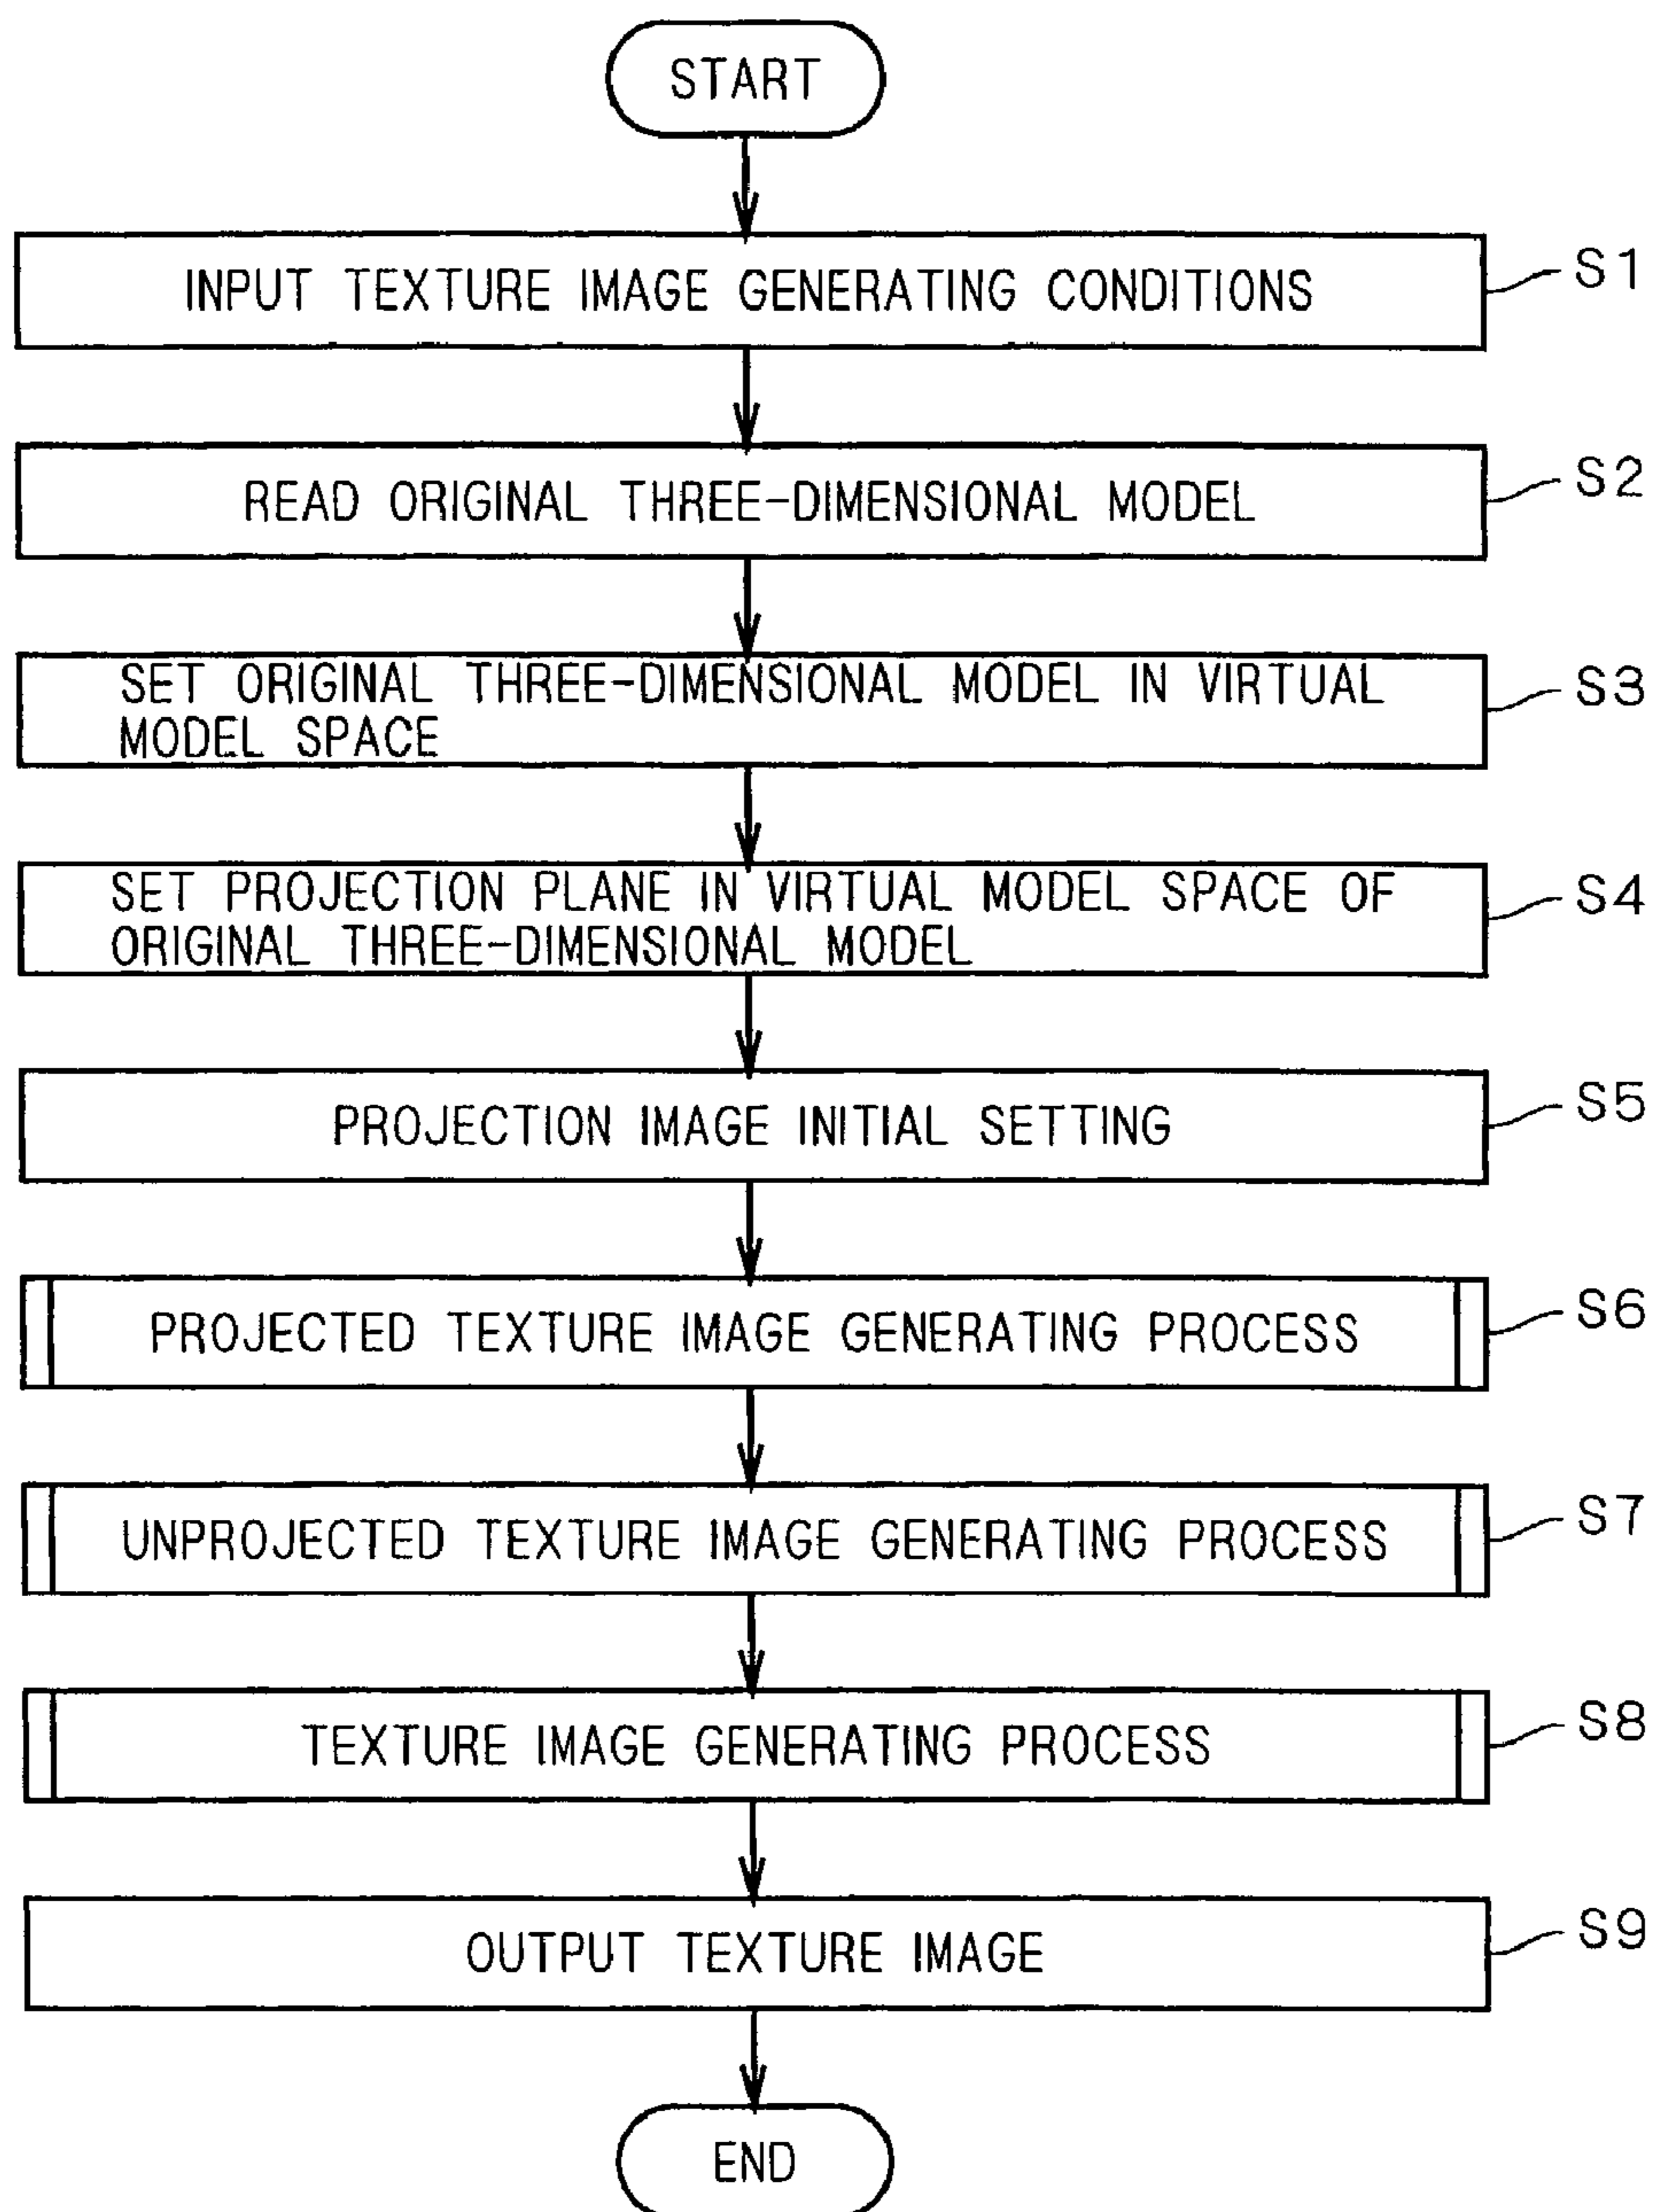 START
INPUT TEXTURE IMAGE GENERATING CONDITIONS
S1
READ ORIGINAL THREE-DIMENSIONAL MODEL
S2
SET ORIGINAL THREE-DIMENSIONAL MODEL IN VIRTUAL
MODEL SPACE
S3
SET PROJECTION PLANE IN VIRTUAL MODEL SPACE OF
ORIGINAL THREE-DIMENSIONAL MODEL
S4
PROJECTION IMAGE INITIAL SETTING
S5
PROJECTED TEXTURE IMAGE GENERATING PROCESS
S6
UNPROJECTED TEXTURE IMAGE GENERATING PROCESS
S7
TEXTURE IMAGE GENERATING PROCESS
S8
OUTPUT TEXTURE IMAGE
S9
END